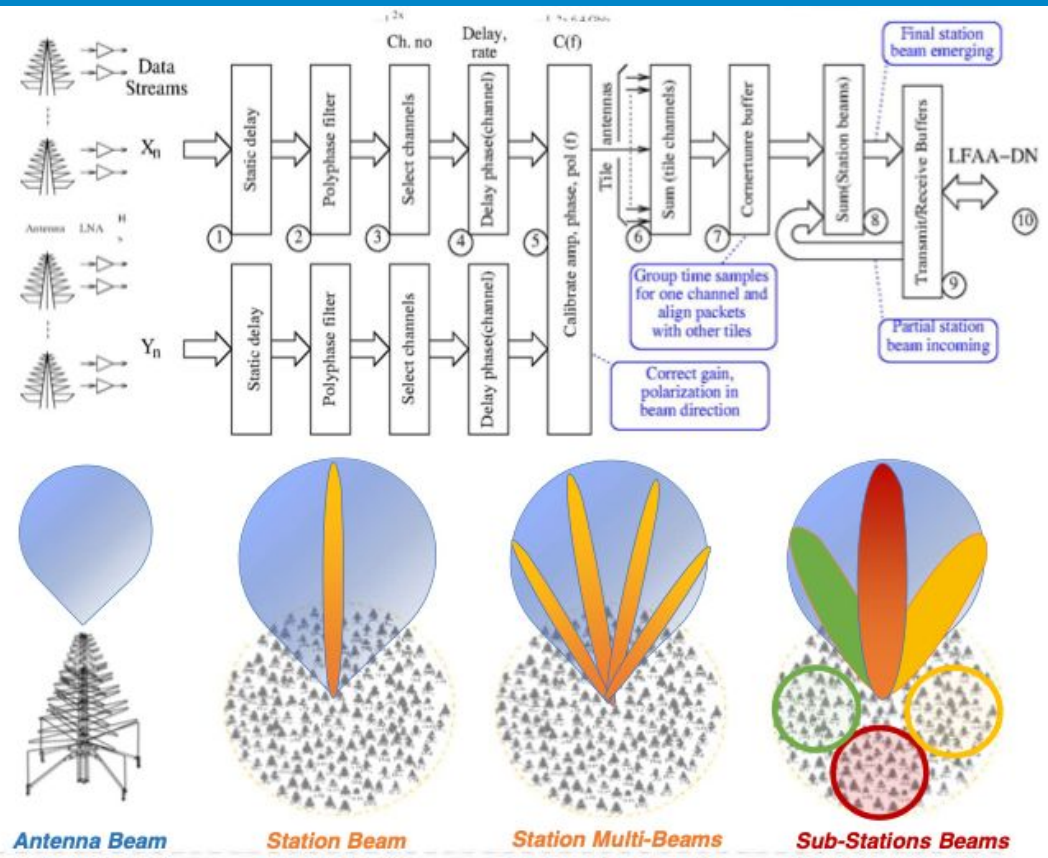 2x
Ch. no
Delay,
rate
C(f)
Final station
beam emerging
Data
Streams
Xn
Static delay
Polyphase filter
Select channels
Delay phase(channel)
Calibrate amp, phase, pol (f)
Tile
antennas
Sum (tile channels)
Cornerturnre buffer
Sum(Station beams)
Transmit/Receive Buffers
LFAA-DN
1
2
3
4
5
6
7
8
9
10
Antenna LNA
Group time samples
for one channel and
align packets
with other tiles
Partial station
beam incoming
Yn
Static delay
Polyphase filter
Select channels
Delay phase(channel)
Correct gain,
polarization in
beam direction
Antenna Beam
Station Beam
Station Multi-Beams
Sub-Stations Beams